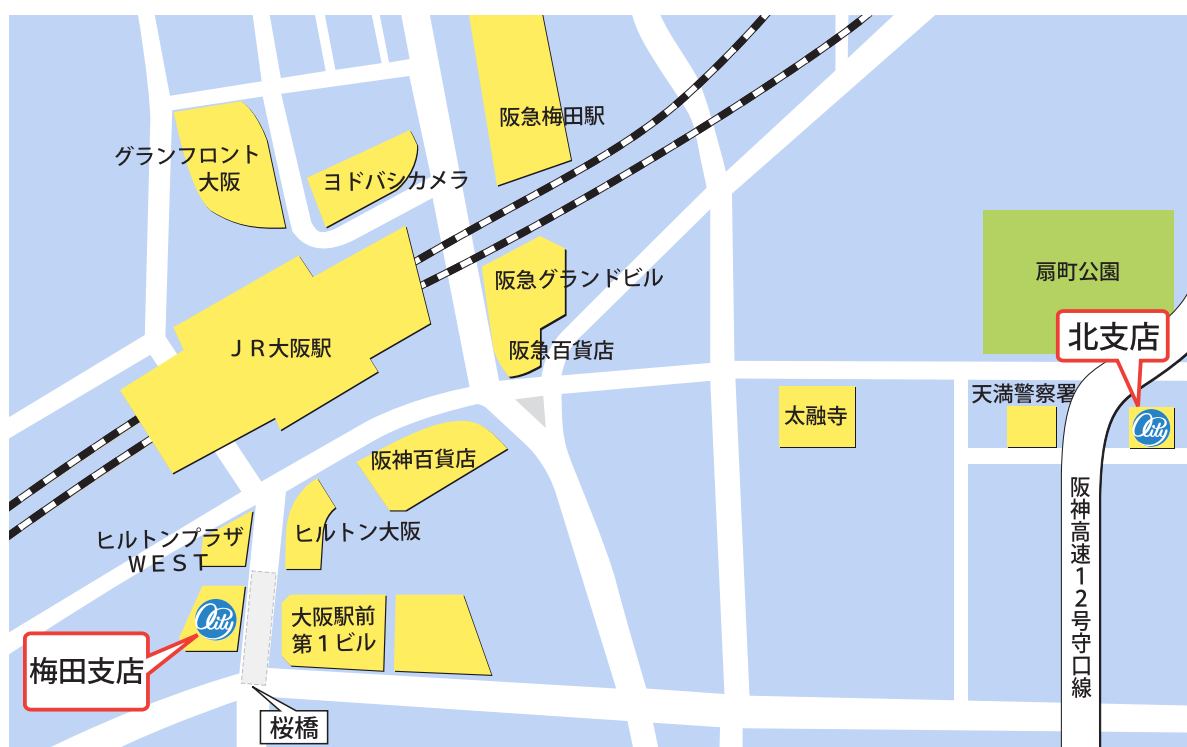 阪急梅田駅
グランフロント
大阪
ヨドバシカメラ
扇町公園
阪急グランドビル
北支店
ＪＲ大阪駅
阪急百貨店
天満警察署
太融寺
City
阪神百貨店
阪神高速12号守口線
ヒルトンプラザ
ＷＥＳＴ
ヒルトン大阪
City
大阪駅前
第１ビル
梅田支店
桜橋